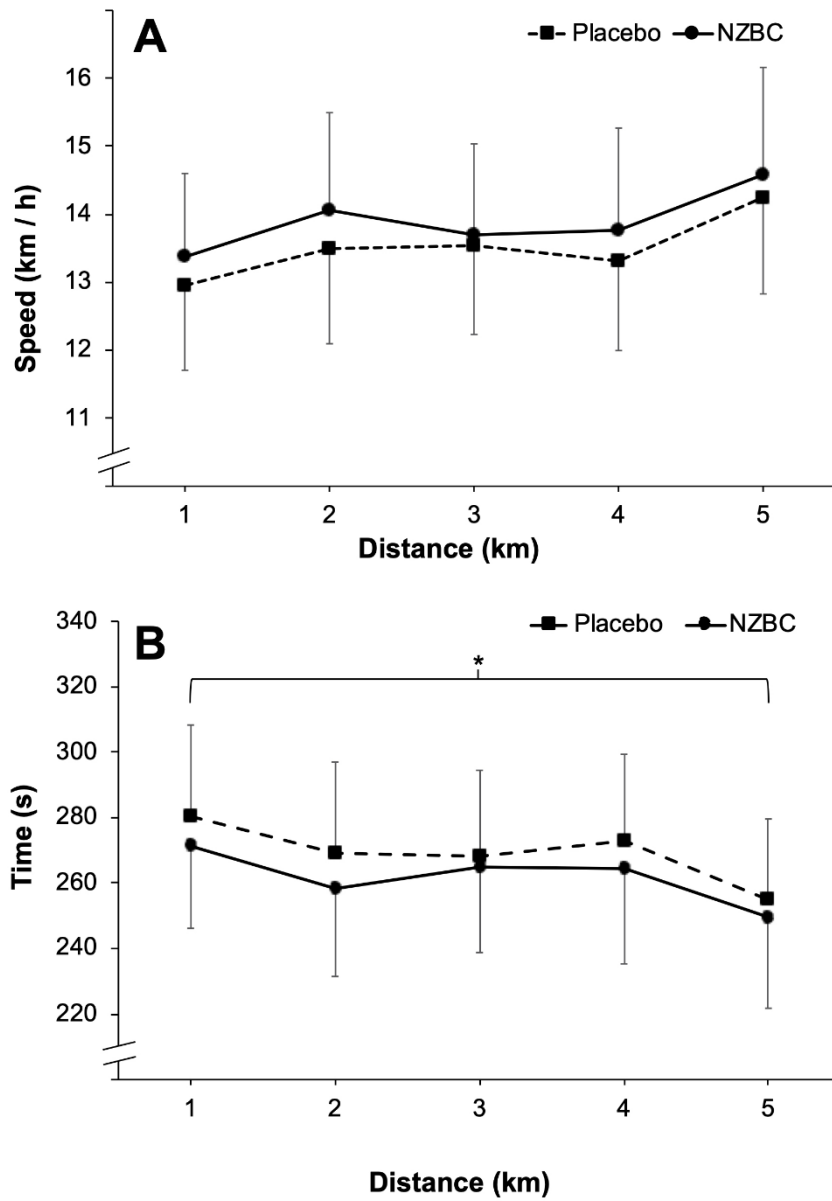 A
Placebo NZBC
16
15
14
13
12
11
Speed (km / h)
1 2 3 4 5
Distance (km)
B
Placebo NZBC
*
340
320
300
280
260
240
220
Time (s)
1 2 3 4 5
Distance (km)